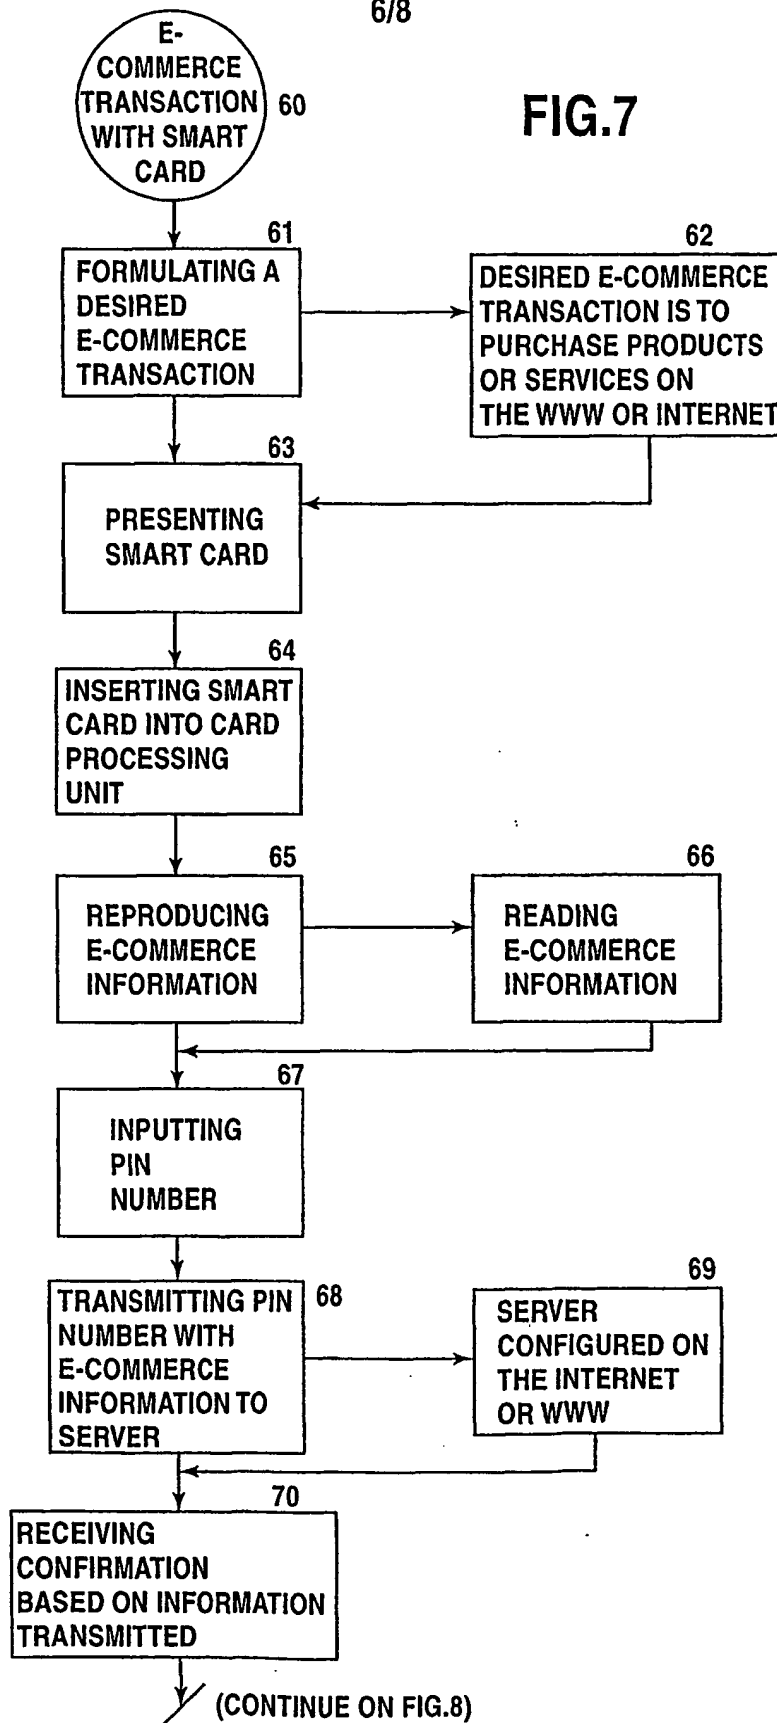 6/8
FIG.7
E-
COMMERCE
TRANSACTION
WITH SMART
CARD
60
61
FORMULATING A
DESIRED
E-COMMERCE
TRANSACTION
62
DESIRED E-COMMERCE
TRANSACTION IS TO
PURCHASE PRODUCTS
OR SERVICES ON
THE WWW OR INTERNET
63
PRESENTING
SMART CARD
64
INSERTING SMART
CARD INTO CARD
PROCESSING
UNIT
65
REPRODUCING
E-COMMERCE
INFORMATION
66
READING
E-COMMERCE
INFORMATION
67
INPUTTING
PIN
NUMBER
68
TRANSMITTING PIN
NUMBER WITH
E-COMMERCE
INFORMATION TO
SERVER
69
SERVER
CONFIGURED ON
THE INTERNET
OR WWW
70
RECEIVING
CONFIRMATION
BASED ON INFORMATION
TRANSMITTED
(CONTINUE ON FIG.8)